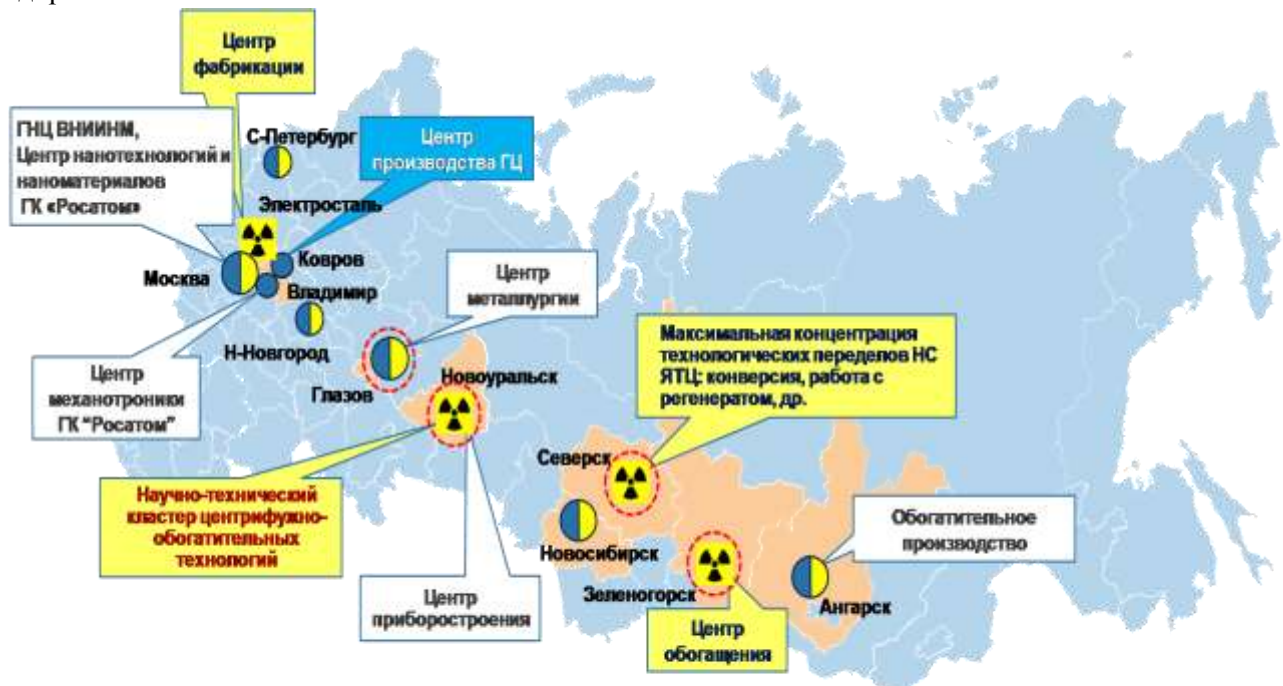 Центр
фабрикации
ГНЦ ВНИИНМ,
Центр нанотехнологий и
наноматериалов
ГК «Росатом»
С-Петербург
Центр
производства ГЦ
Электросталь
Ковров
Москва
Владимир
Н-Новгород
Центр
металлургии
Центр
механотроники
ГК "Росатом"
Глазов
Новоуральск
Максимальная концентрация
технологических переделов НС
ЯТЦ: конверсия, работа с
регенератом, др.
Научно-технический
кластер центрифужно-
обогатительных
технологий
Северск
Новосибирск
Обогатительное
производство
Центр
приборостроения
Зеленогорск
Ангарск
Центр
обогащения